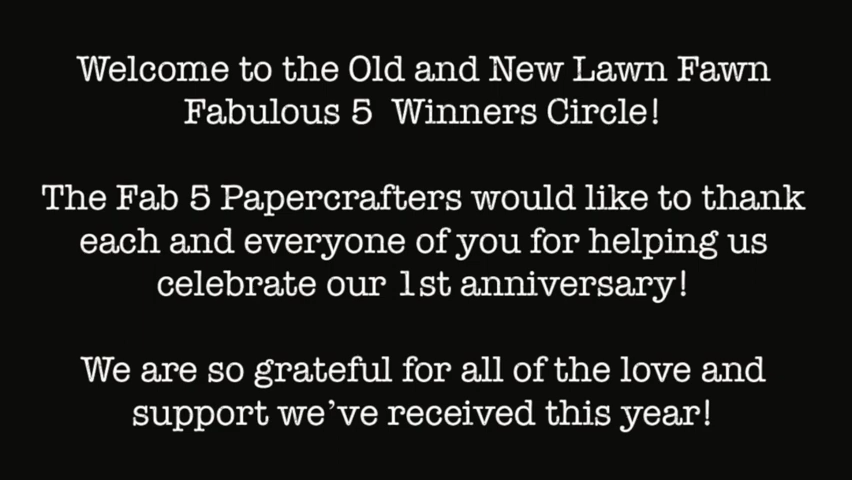 Welcome to the Old and New Lawn Fawn
Fabulous 5  Winners Circle!
The Fab 5 Papercrafters would like to thank
each and everyone of you for helping us
celebrate our 1st anniversary!
We are so grateful for all of the love and
support we’ve received this year!